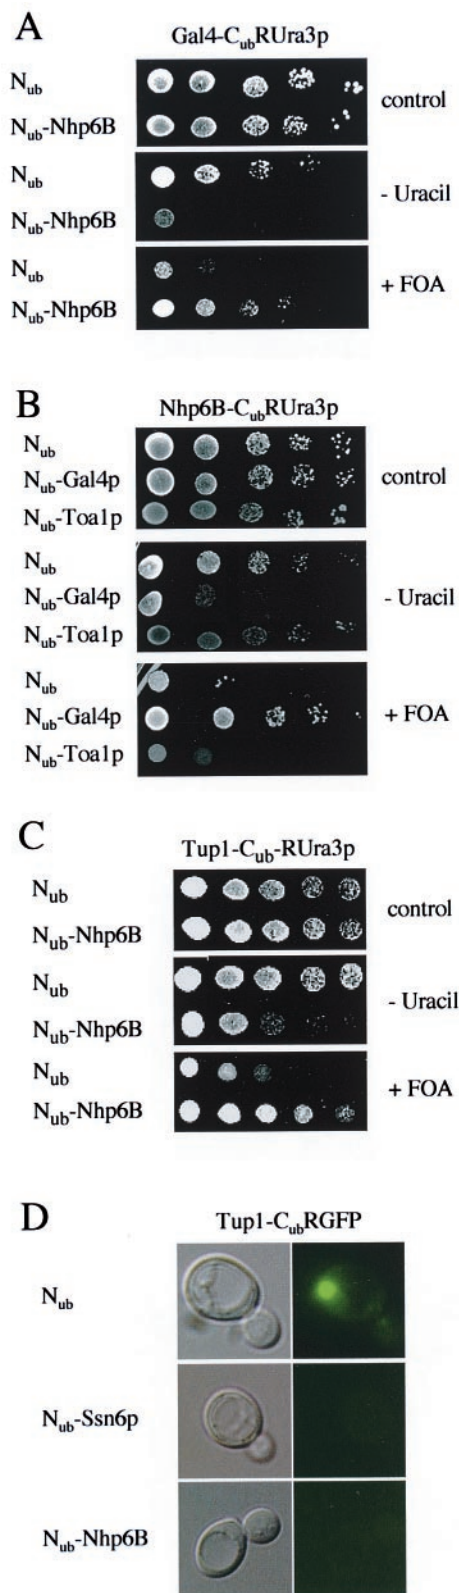 A
Gal4-CubRUra3p
Nub
Nub-Nhp6B
control
Nub
Nub-Nhp6B
- Uracil
Nub
Nub-Nhp6B
+ FOA
B
Nhp6B-CubRUra3p
Nub
Nub-Gal4p
Nub-Toa1p
control
Nub
Nub-Gal4p
Nub-Toa1p
- Uracil
Nub
Nub-Gal4p
Nub-Toa1p
+ FOA
C
Tup1-Cub-RUra3p
Nub
Nub-Nhp6B
control
Nub
Nub-Nhp6B
- Uracil
Nub
Nub-Nhp6B
+ FOA
D
Tup1-CubRGFP
Nub
Nub-Ssn6p
Nub-Nhp6B